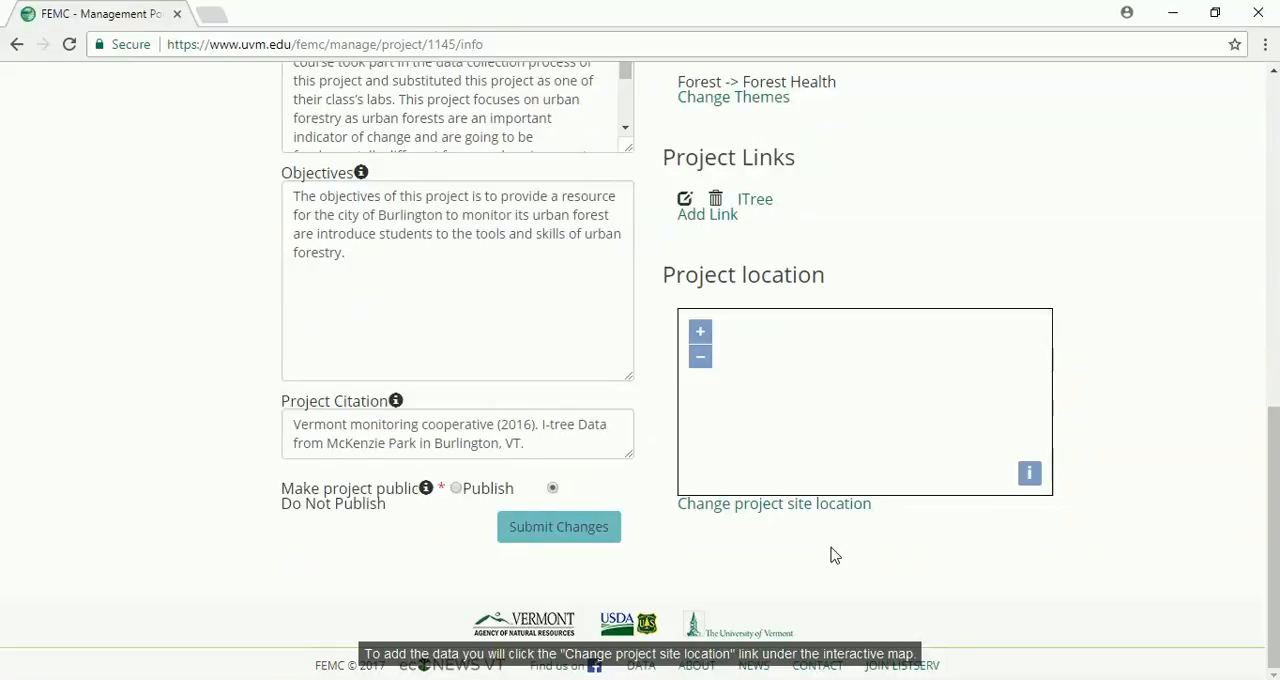 FEMC - Management Po
Secure
https://www.uvm.edu/femc/manage/project/1145/info
course took part in the data collection process of
this project and substituted this project as one of
their class's labs. This project focuses on urban
forestry as urban forests are an important
indicator of change and are going to be
Objectives
The objectives of this project is to provide a resource
for the city of Burlington to monitor its urban forest
are introduce students to the tools and skills of urban
forestry.
Project Citation
Vermont monitoring cooperative (2016). I-tree Data
from McKenzie Park in Burlington, VT.
Make project public * Publish
Do Not Publish
Submit Changes
Forest -> Forest Health
Change Themes
Project Links
ITree
Add Link
Project location
+
−
i
Change project site location
VERMONT
AGENCY OF NATURAL RESOURCES
USDA
The University of Vermont
To add the data you will click the "Change project site location" link under the interactive map.
FEMC © 2017 eco NEWS VT Find us on DATA ABOUT NEWS CONTACT JOIN LISTSERV